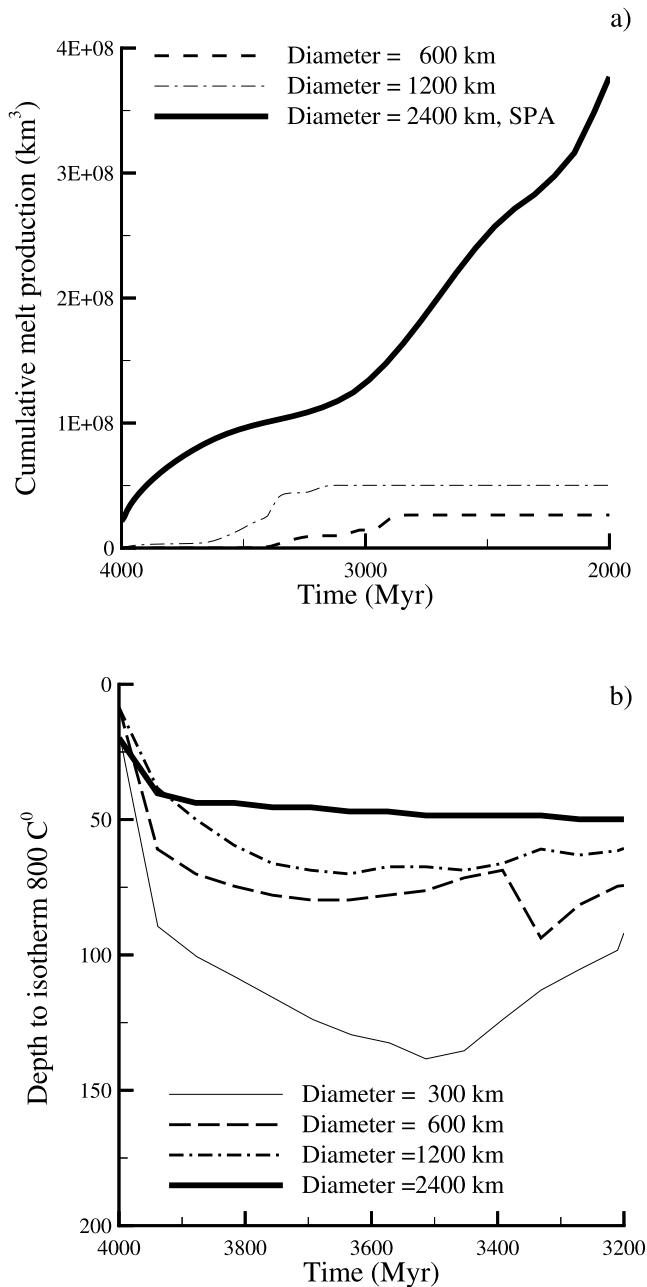 a)
4E+08
Diameter = 600 km
Diameter = 1200 km
Diameter = 2400 km, SPA
3E+08
2E+08
1E+08
0
Cumulative melt production (km³)
4000 3000 2000
Time (Myr)
b)
0
50
100
150
200
Depth to isotherm 800 C⁰
Diameter = 300 km
Diameter = 600 km
Diameter =1200 km
Diameter =2400 km
4000 3800 3600 3400 3200
Time (Myr)